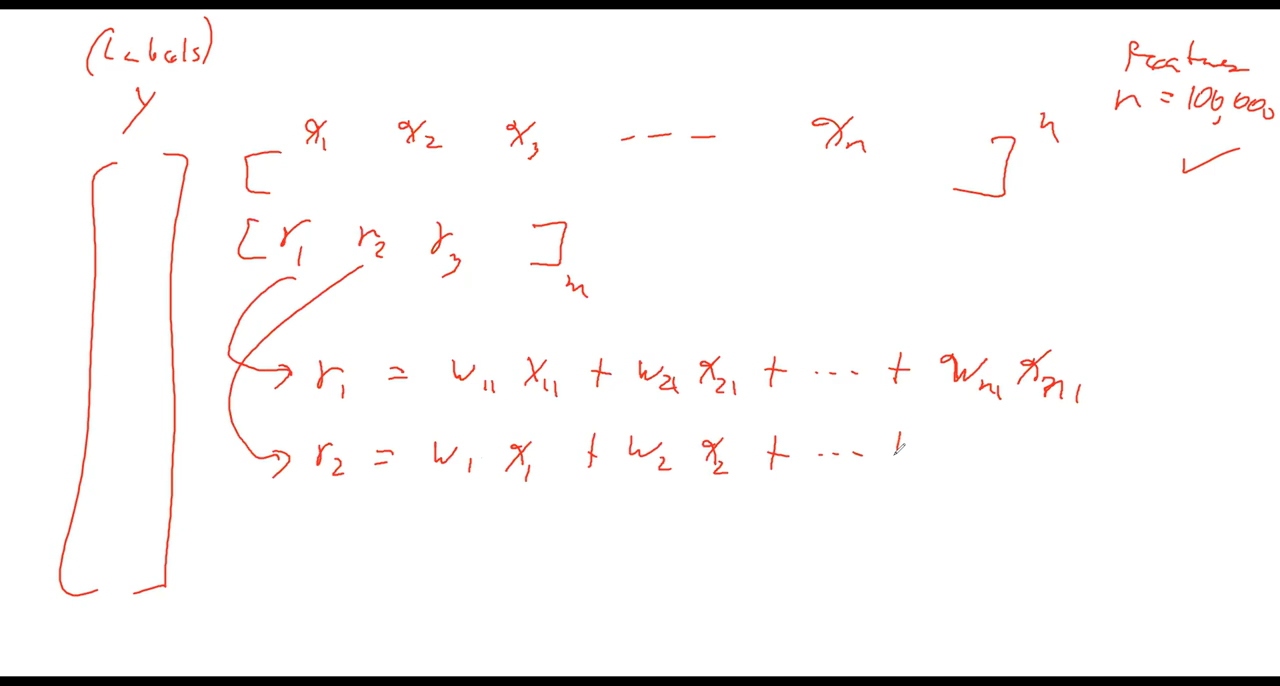 (Labels)
Y
Features
n = 100,000
[ x₁ x₂ x₃ --- xₙ ]ⁿ
✓
[ r₁ r₂ r₃ ]ₘ
r₁ = w₁₁ x₁₁ + w₂₁ x₂₁ + ... + wₙ₁ xₙ₁
r₂ = w₁ x₁ + w₂ x₂ + ... +